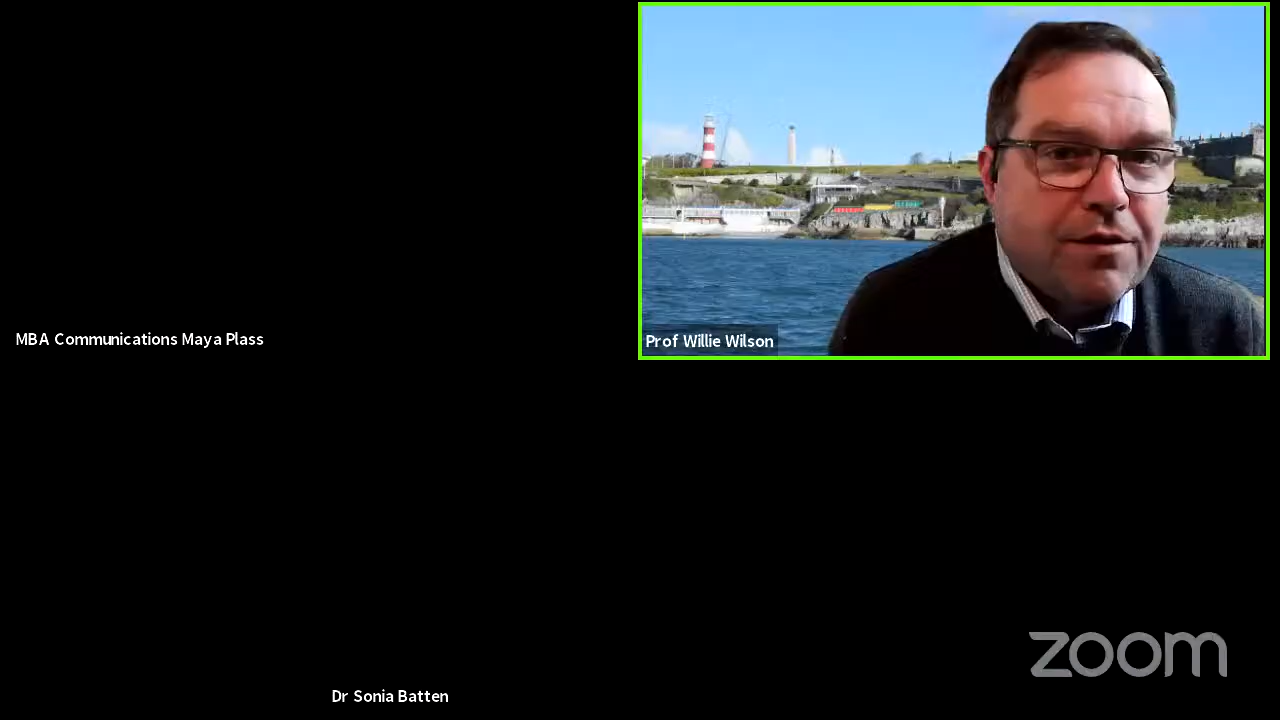 MBA Communications Maya Plass
Prof Willie Wilson
Dr Sonia Batten
zoom